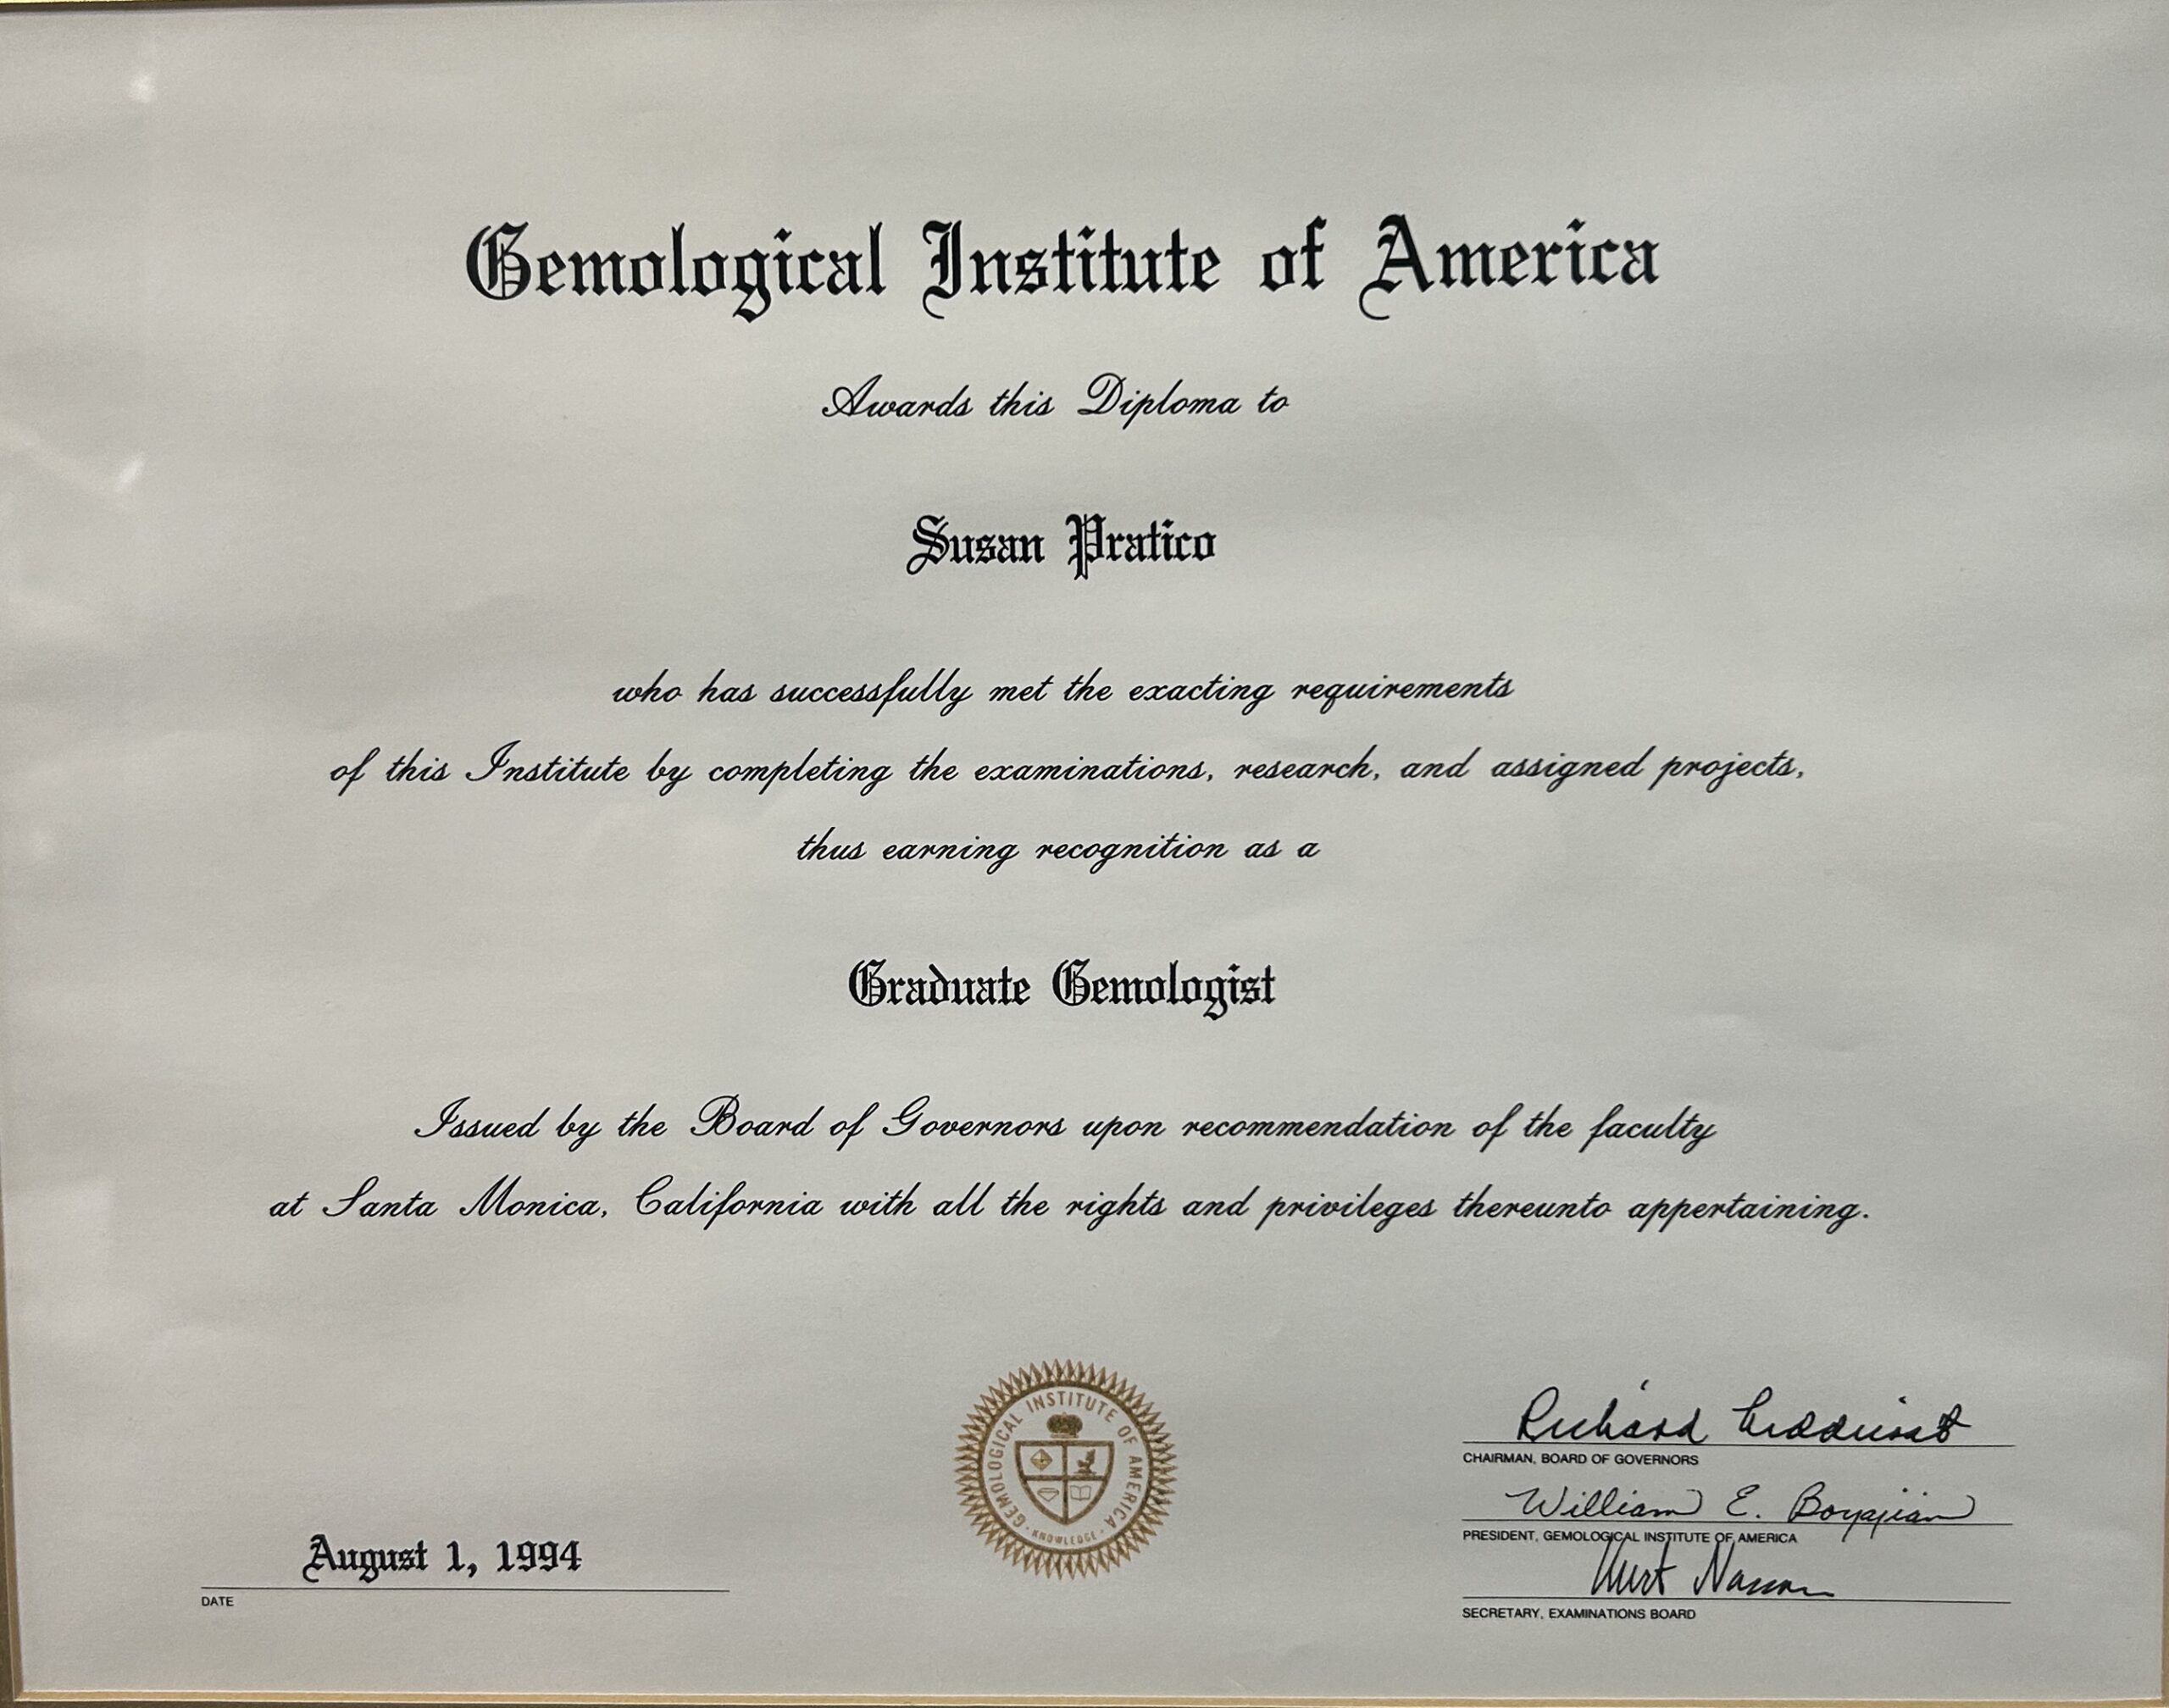 Gemological Institute of America
Awards this Diploma to
Susan Pratico
who has successfully met the exacting requirements
of this Institute by completing the examinations, research, and assigned projects,
thus earning recognition as a
Graduate Gemologist
Issued by the Board of Governors upon recommendation of the faculty
at Santa Monica, California with all the rights and privileges thereunto appertaining.
GEMOLOGICAL INSTITUTE OF AMERICA
· KNOWLEDGE ·
August 1, 1994
DATE
Richard
CHAIRMAN, BOARD OF GOVERNORS
William E. Boyajian
PRESIDENT, GEMOLOGICAL INSTITUTE OF AMERICA
Kurt Nassau
SECRETARY, EXAMINATIONS BOARD